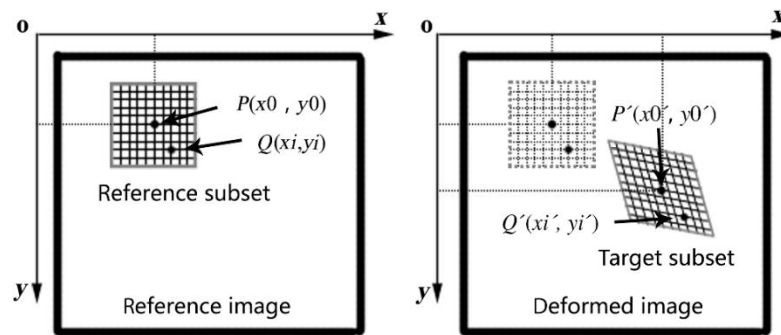 o
x
P(x0 , y0)
Q(xi,yi)
Reference subset
y
Reference image
o
x
P´(x0´, y0´)
Q´(xi´, yi´)
Target subset
y
Deformed image